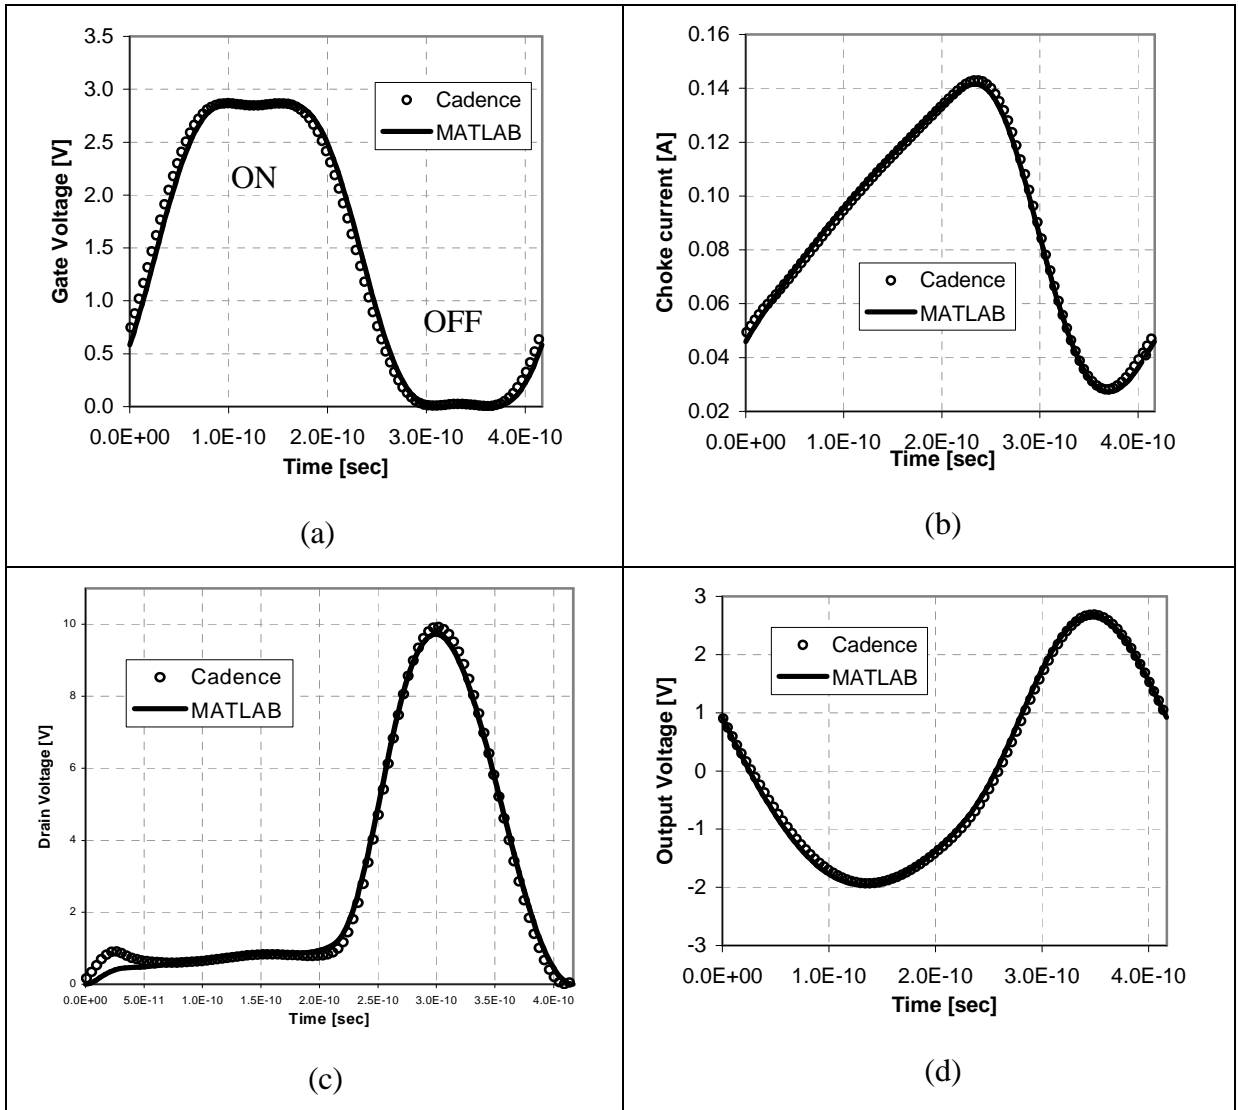 3.5
3.0
2.5
2.0
1.5
1.0
0.5
0.0
Gate Voltage [V]
Cadence
MATLAB
ON
OFF
0.0E+00 1.0E-10 2.0E-10 3.0E-10 4.0E-10
Time [sec]
(a)
0.16
0.14
0.12
0.10
0.08
0.06
0.04
0.02
Choke current [A]
Cadence
MATLAB
0.0E+00 1.0E-10 2.0E-10 3.0E-10 4.0E-10
Time [sec]
(b)
10
8
6
4
2
0
Drain Voltage [V]
Cadence
MATLAB
0.0E+00 5.0E-11 1.0E-10 1.5E-10 2.0E-10 2.5E-10 3.0E-10 3.5E-10 4.0E-10
Time [sec]
(c)
3
2
1
0
-1
-2
-3
Output Voltage [V]
Cadence
MATLAB
0.0E+00 1.0E-10 2.0E-10 3.0E-10 4.0E-10
Time [sec]
(d)